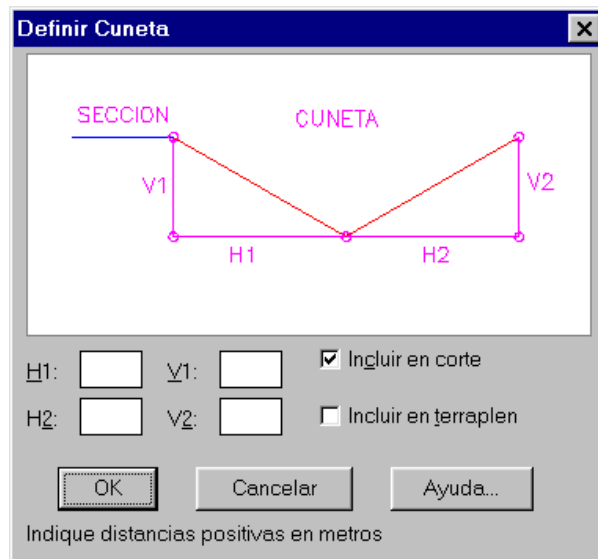 Definir Cuneta
SECCION CUNETA
V1 V2
H1 H2
H1: V1: Incluir en corte
H2: V2: Incluir en terraplen
OK Cancelar Ayuda...
Indique distancias positivas en metros